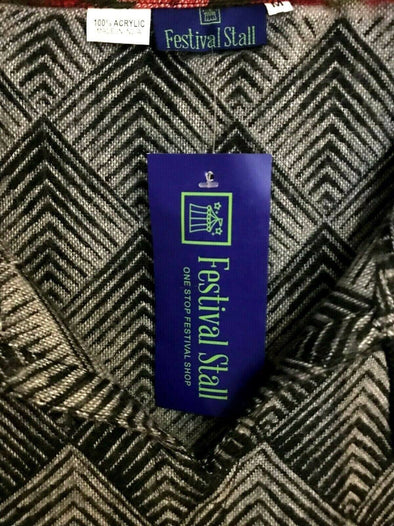 100% ACRYLIC
MADE IN INDIA
Festival Stall
Festival Stall
ONE STOP FESTIVAL SHOP